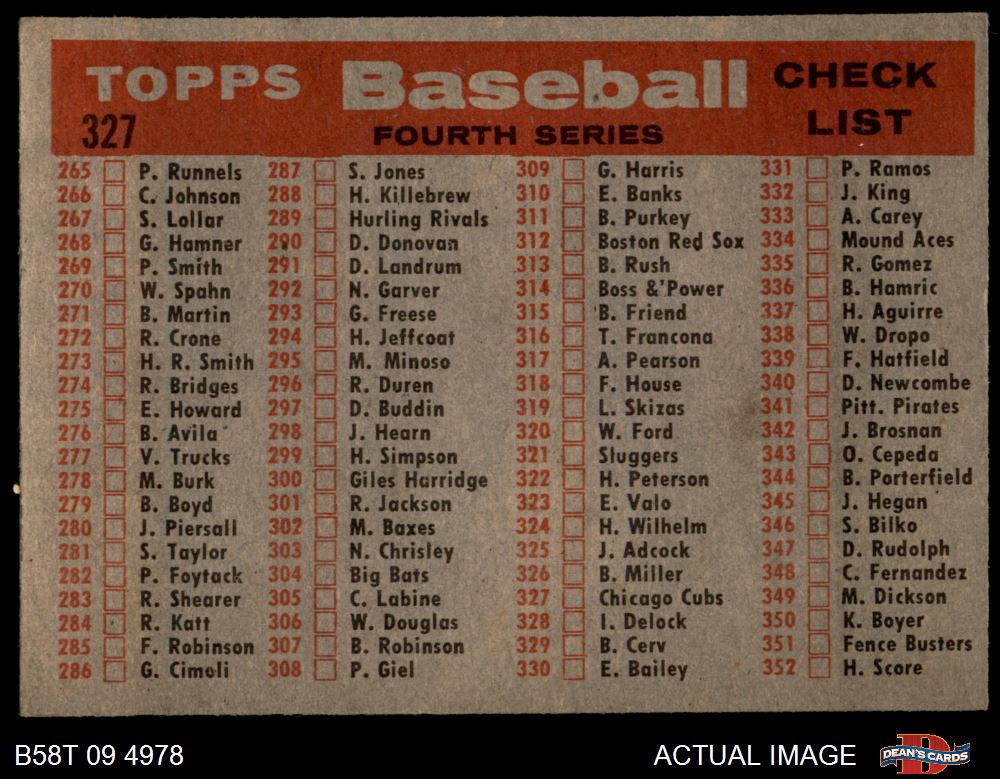 TOPPS Baseball CHECK LIST
327 FOURTH SERIES
265 P. Runnels
266 C. Johnson
267 S. Lollar
268 G. Hamner
269 P. Smith
270 W. Spahn
271 B. Martin
272 R. Crone
273 H. R. Smith
274 R. Bridges
275 E. Howard
276 B. Avila
277 V. Trucks
278 M. Burk
279 B. Boyd
280 J. Piersall
281 S. Taylor
282 P. Foytack
283 R. Shearer
284 R. Katt
285 F. Robinson
286 G. Cimoli
287 S. Jones
288 H. Killebrew
289 Hurling Rivals
290 D. Donovan
291 D. Landrum
292 N. Garver
293 G. Freese
294 H. Jeffcoat
295 M. Minoso
296 R. Duren
297 D. Buddin
298 J. Hearn
299 H. Simpson
300 Giles Harridge
301 R. Jackson
302 M. Baxes
303 N. Chrisley
304 Big Bats
305 C. Labine
306 W. Douglas
307 B. Robinson
308 P. Giel
309 G. Harris
310 E. Banks
311 B. Purkey
312 Boston Red Sox
313 B. Rush
314 Boss & Power
315 B. Friend
316 T. Francona
317 A. Pearson
318 F. House
319 L. Skizas
320 W. Ford
321 Sluggers
322 H. Peterson
323 E. Valo
324 H. Wilhelm
325 J. Adcock
326 B. Miller
327 Chicago Cubs
328 I. Delock
329 B. Cerv
330 E. Bailey
331 P. Ramos
332 J. King
333 A. Carey
334 Mound Aces
335 R. Gomez
336 B. Hamric
337 H. Aguirre
338 W. Dropo
339 F. Hatfield
340 D. Newcombe
341 Pitt. Pirates
342 J. Brosnan
343 O. Cepeda
344 B. Porterfield
345 J. Hegan
346 S. Bilko
347 D. Rudolph
348 C. Fernandez
349 M. Dickson
350 K. Boyer
351 Fence Busters
352 H. Score
B58T 09 4978 ACTUAL IMAGE DEAN'S CARDS